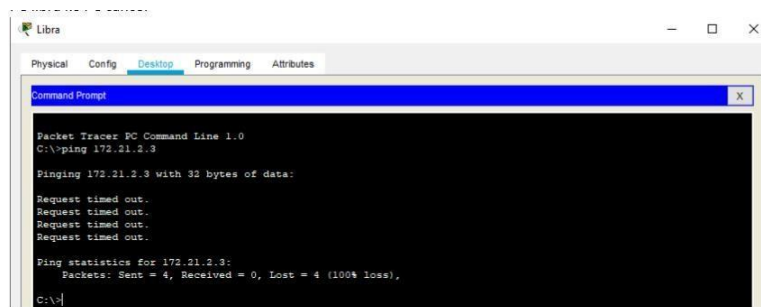 Libra
Physical Config Desktop Programming Attributes
Command Prompt
X
Packet Tracer PC Command Line 1.0
C:\>ping 172.21.2.3
Pinging 172.21.2.3 with 32 bytes of data:
Request timed out.
Request timed out.
Request timed out.
Request timed out.
Ping statistics for 172.21.2.3:
Packets: Sent = 4, Received = 0, Lost = 4 (100% loss),
C:\>